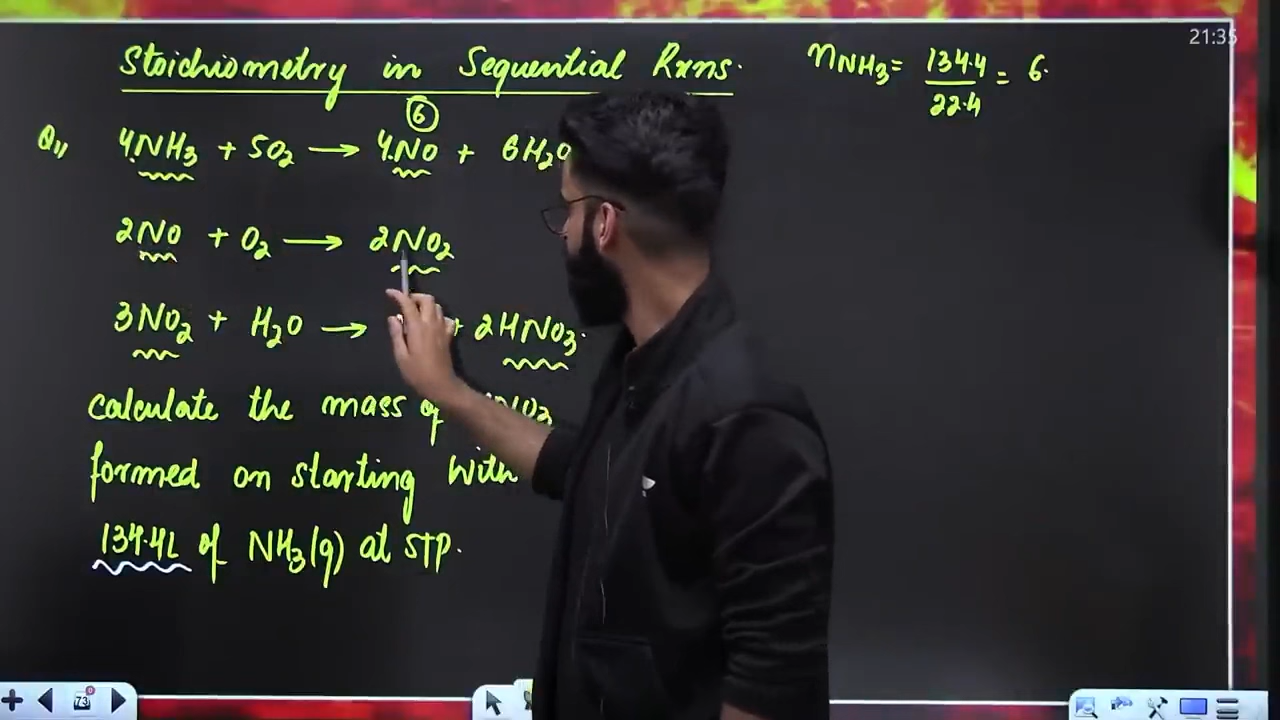 21:35
Stoichiometry in Sequential Rxns.
nNH₃ = 134.4/22.4 = 6.
6
Q1) 4NH₃ + 5O₂ → 4NO + 6H₂O
2NO + O₂ → 2NO₂
3NO₂ + H₂O → + 2HNO₃.
calculate the mass of
formed on starting with
134.4L of NH₃(g) at STP.
73